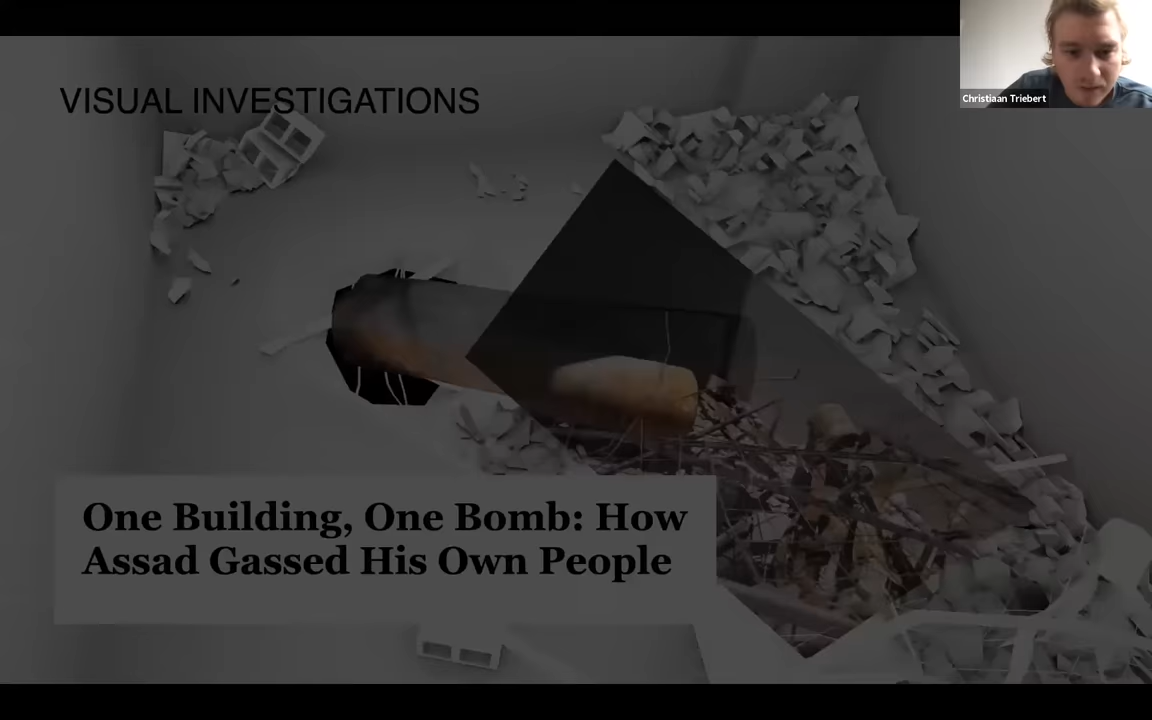 VISUAL INVESTIGATIONS
Christiaan Triebert
One Building, One Bomb: How
Assad Gassed His Own People